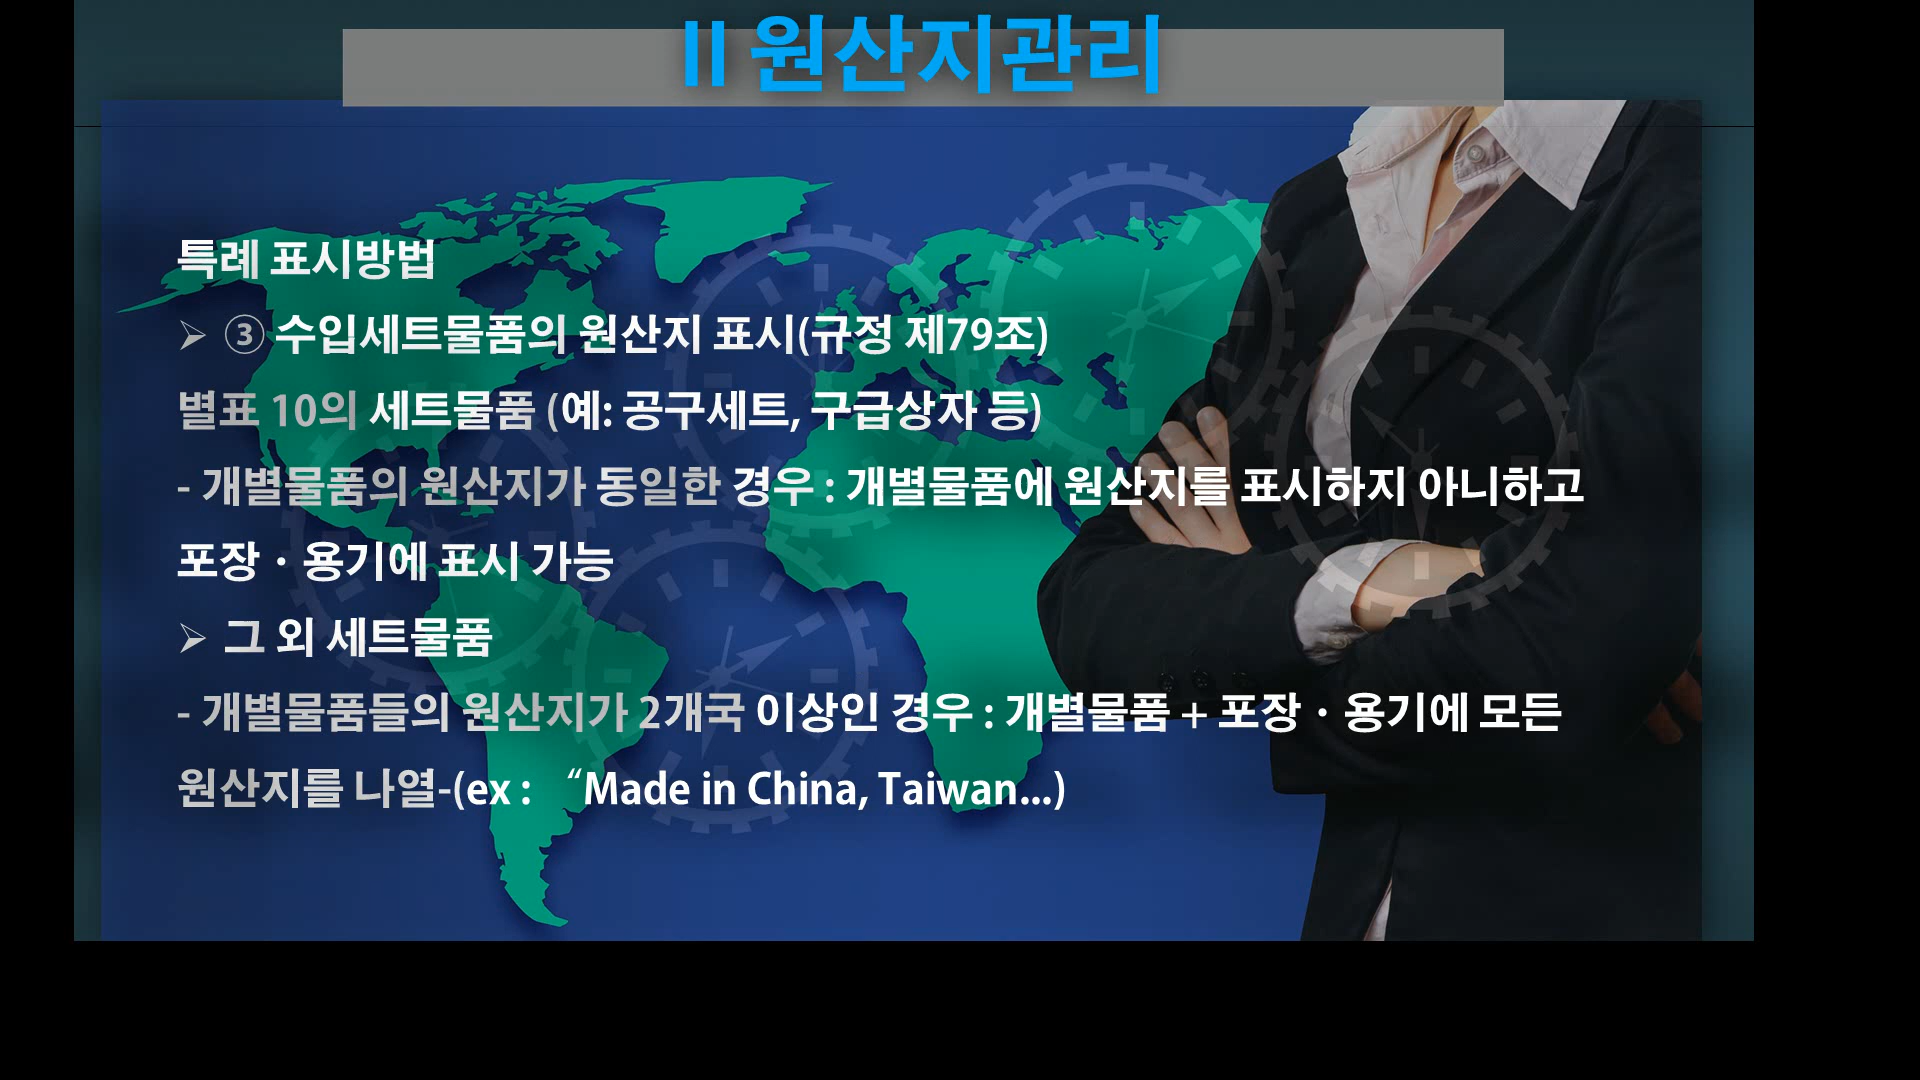 II 원산지관리
특례 표시방법
➢ ③ 수입세트물품의 원산지 표시(규정 제79조)
별표 10의 세트물품 (예: 공구세트, 구급상자 등)
- 개별물품의 원산지가 동일한 경우 : 개별물품에 원산지를 표시하지 아니하고
포장ㆍ용기에 표시 가능
➢ 그 외 세트물품
- 개별물품들의 원산지가 2개국 이상인 경우 : 개별물품 + 포장ㆍ용기에 모든
원산지를 나열-(ex : “Made in China, Taiwan...)